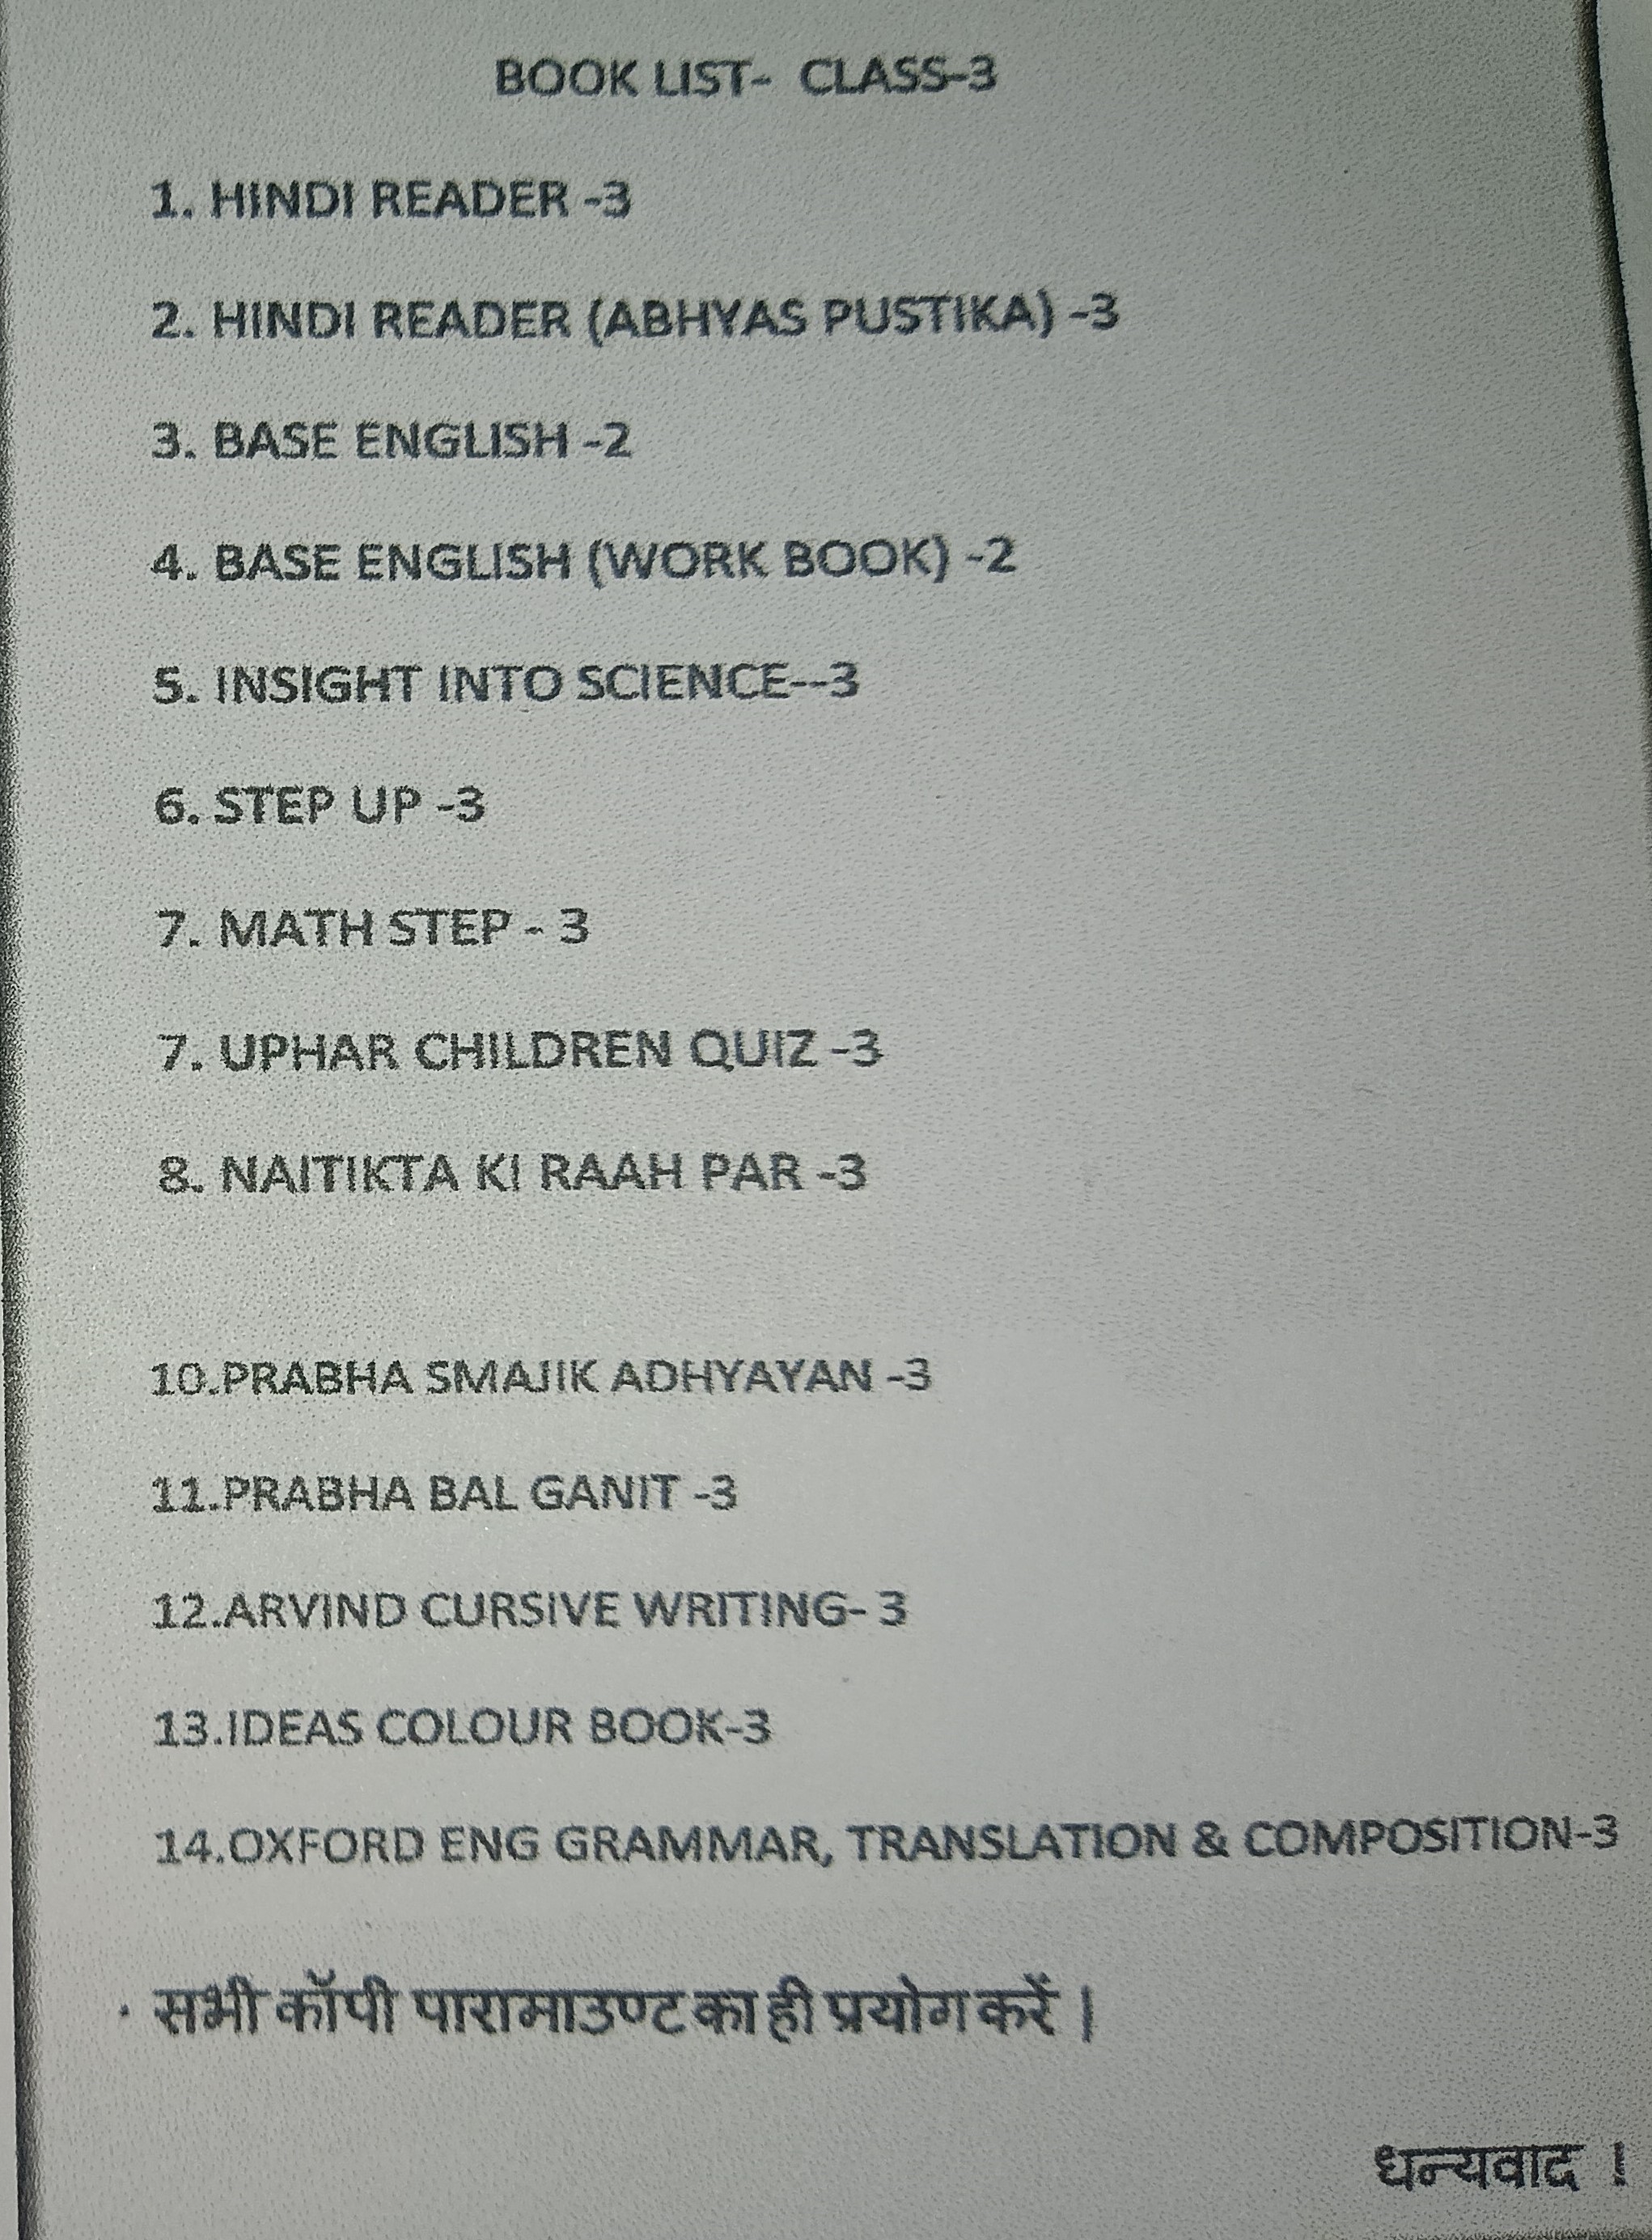 BOOK LIST- CLASS-3
1. HINDI READER -3
2. HINDI READER (ABHYAS PUSTIKA) -3
3. BASE ENGLISH -2
4. BASE ENGLISH (WORK BOOK) -2
5. INSIGHT INTO SCIENCE--3
6. STEP UP -3
7. MATH STEP - 3
7. UPHAR CHILDREN QUIZ -3
8. NAITIKTA KI RAAH PAR -3
10.PRABHA SMAJIK ADHYAYAN -3
11.PRABHA BAL GANIT -3
12.ARVIND CURSIVE WRITING- 3
13.IDEAS COLOUR BOOK-3
14.OXFORD ENG GRAMMAR, TRANSLATION & COMPOSITION-3
· सभी कॉपी पारामाउण्ट का ही प्रयोग करें |
धन्यवाद !